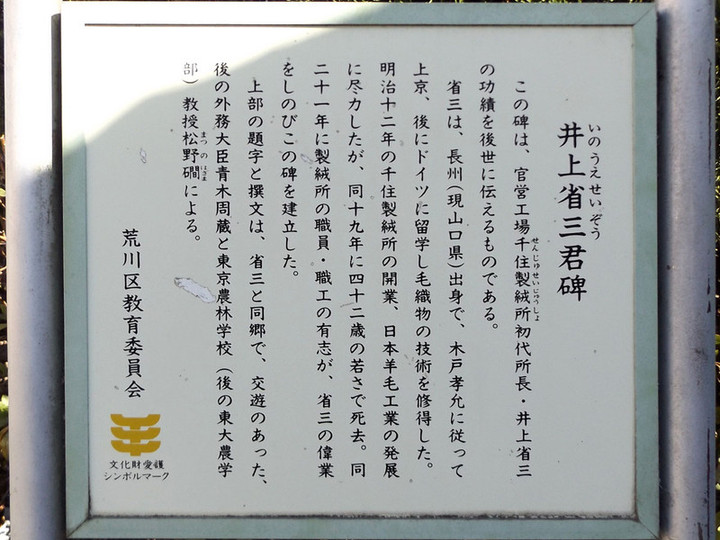 井上省三君碑
いのうえせいぞう
この碑は、官営工場千住製絨所初代所長・井上省三
せんじゅせいじゅうしょ
の功績を後世に伝えるものである。
省三は、長州(現山口県)出身で、木戸孝允に従って
上京、後にドイツに留学し毛織物の技術を修得した。
明治十二年の千住製絨所の開業、日本羊毛工業の発展
に尽力したが、同十九年に四十二歳の若さで死去。同
二十一年に製絨所の職員・職工の有志が、省三の偉業
をしのびこの碑を建立した。
上部の題字と撰文は、省三と同郷で、交遊のあった、
後の外務大臣青木周蔵と東京農林学校(後の東大農学
部)教授松野礀による。
まつの はざま
荒川区教育委員会
文化財愛護
シンボルマーク